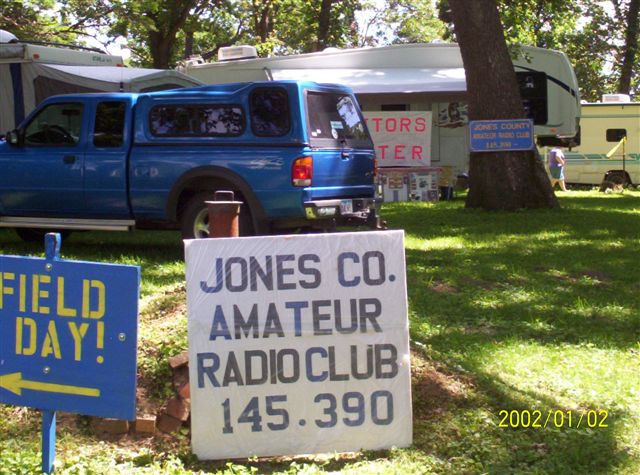 FIELD
DAY!
JONES CO.
AMATEUR
RADIO CLUB
145.390
JONES COUNTY
AMATEUR RADIO CLUB
145.390
2002/01/02